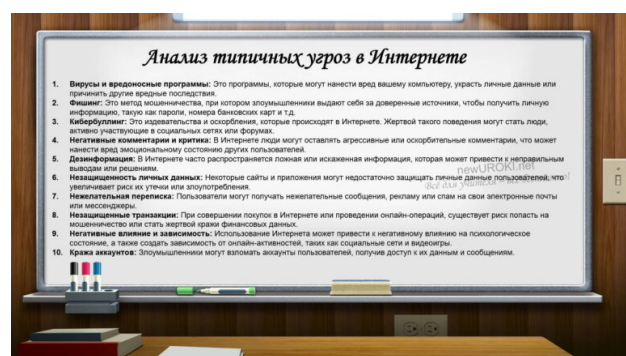 Анализ типичных угроз в Интернете
1. Вирусы и вредоносные программы: Это программы, которые могут нанести вред вашему компьютеру, украсть личные данные или
причинить другие вредные последствия.
2. Фишинг: Это метод мошенничества, при котором злоумышленники выдают себя за доверенные источники, чтобы получить личную
информацию, такую как пароли, номера банковских карт и т.д.
3. Кибербуллинг: Это издевательства и оскорбления, которые происходят в Интернете. Жертвой такого поведения могут стать люди,
активно участвующие в социальных сетях или форумах.
4. Негативные комментарии и критика: В Интернете люди могут оставлять агрессивные или оскорбительные комментарии, что может
нанести вред эмоциональному состоянию других пользователей.
5. Дезинформация: В Интернете часто распространяется ложная или искаженная информация, которая может привести к неправильным
выводам или решениям.
newUROKI.net
6. Незащищенность личных данных: Некоторые сайты и приложения могут недостаточно защищать личные данные пользователей, что
увеличивает риск их утечки или злоупотребления.
Всё для учителя
7. Нежелательная переписка: Пользователи могут получать нежелательные сообщения, рекламу или спам на свои электронные почты
или мессенджеры.
8. Незащищенные транзакции: При совершении покупок в Интернете или проведении онлайн-операций, существует риск попасть на
мошенничество или стать жертвой кражи финансовых данных.
9. Негативные влияние и зависимость: Использование Интернета может привести к негативному влиянию на психологическое
состояние, а также создать зависимость от онлайн-активностей, таких как социальные сети и видеоигры.
10. Кража аккаунтов: Злоумышленники могут взломать аккаунты пользователей, получив доступ к их данным и сообщениям.